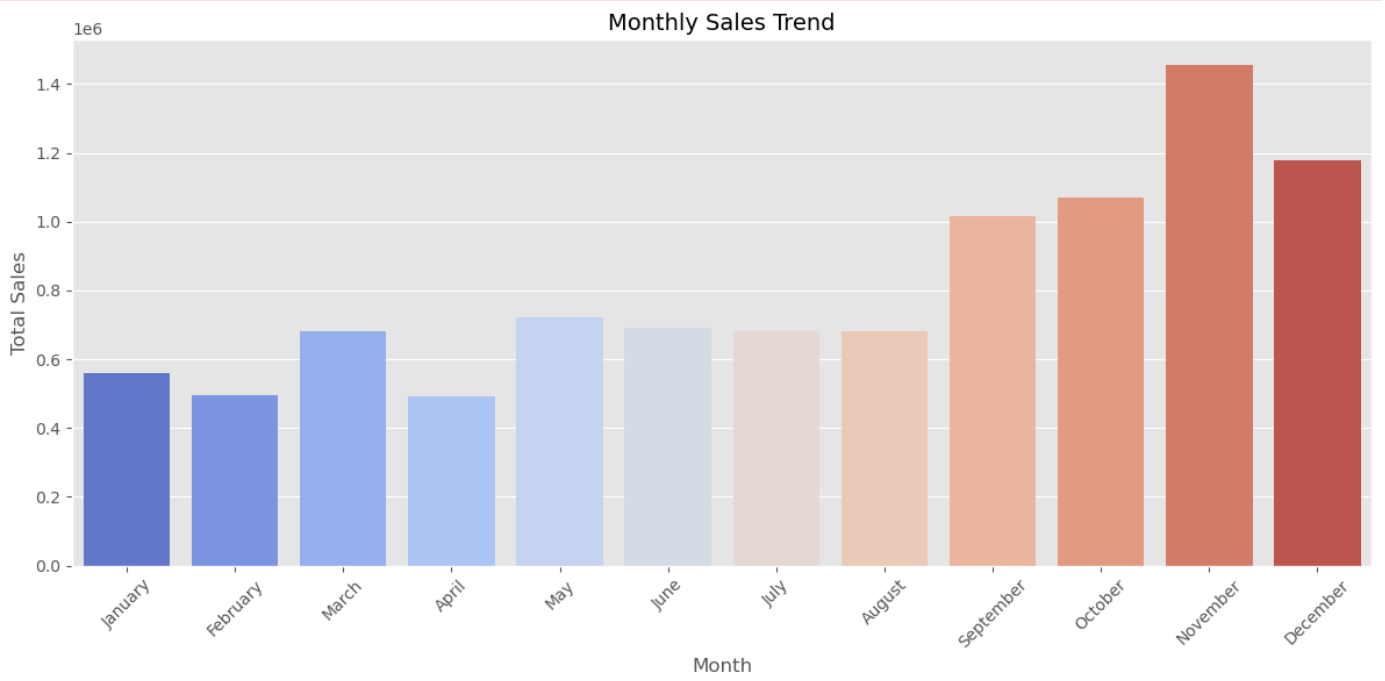 Monthly Sales Trend
1e6
1.4
1.2
1.0
0.8
0.6
0.4
0.2
0.0
Total Sales
January
February
March
April
May
June
July
August
September
October
November
December
Month